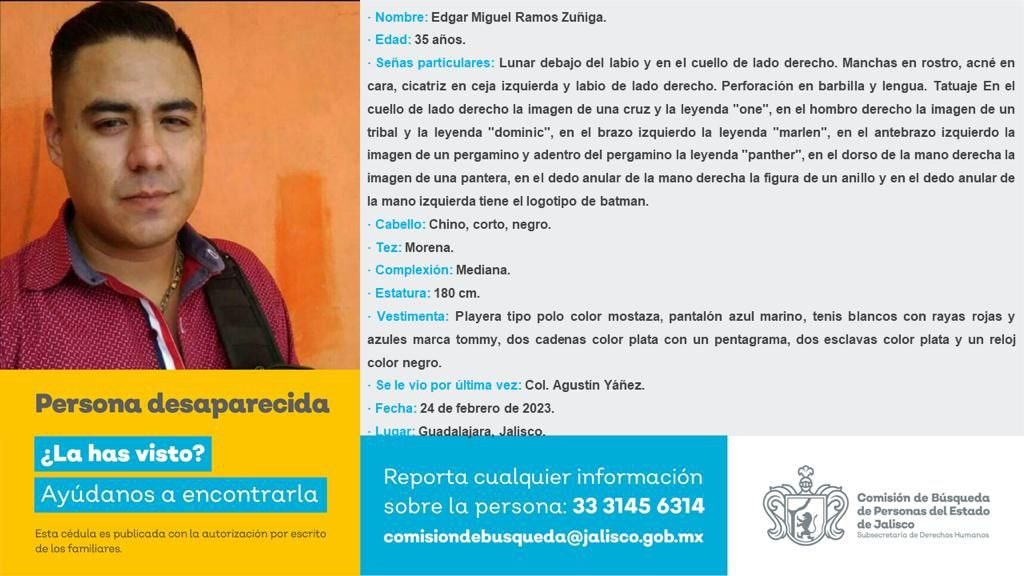 · Nombre: Edgar Miguel Ramos Zuñiga.
· Edad: 35 años.
· Señas particulares: Lunar debajo del labio y en el cuello de lado derecho. Manchas en rostro, acné en
cara, cicatriz en ceja izquierda y labio de lado derecho. Perforación en barbilla y lengua. Tatuaje En el
cuello de lado derecho la imagen de una cruz y la leyenda "one", en el hombro derecho la imagen de un
tribal y la leyenda "dominic", en el brazo izquierdo la leyenda "marlen", en el antebrazo izquierdo la
imagen de un pergamino y adentro del pergamino la leyenda "panther", en el dorso de la mano derecha la
imagen de una pantera, en el dedo anular de la mano derecha la figura de un anillo y en el dedo anular de
la mano izquierda tiene el logotipo de batman.
· Cabello: Chino, corto, negro.
· Tez: Morena.
· Complexión: Mediana.
· Estatura: 180 cm.
· Vestimenta: Playera tipo polo color mostaza, pantalón azul marino, tenis blancos con rayas rojas y
azules marca tommy, dos cadenas color plata con un pentagrama, dos esclavas color plata y un reloj
color negro.
· Se le vio por última vez: Col. Agustín Yáñez.
· Fecha: 24 de febrero de 2023.
· Lugar: Guadalajara, Jalisco.
Persona desaparecida
¿La has visto?
Ayúdanos a encontrarla
Esta cédula es publicada con la autorización por escrito
de los familiares.
Reporta cualquier información
sobre la persona: 33 3145 6314
comisiondebusqueda@jalisco.gob.mx
Comisión de Búsqueda
de Personas del Estado
de Jalisco
Subsecretaría de Derechos Humanos